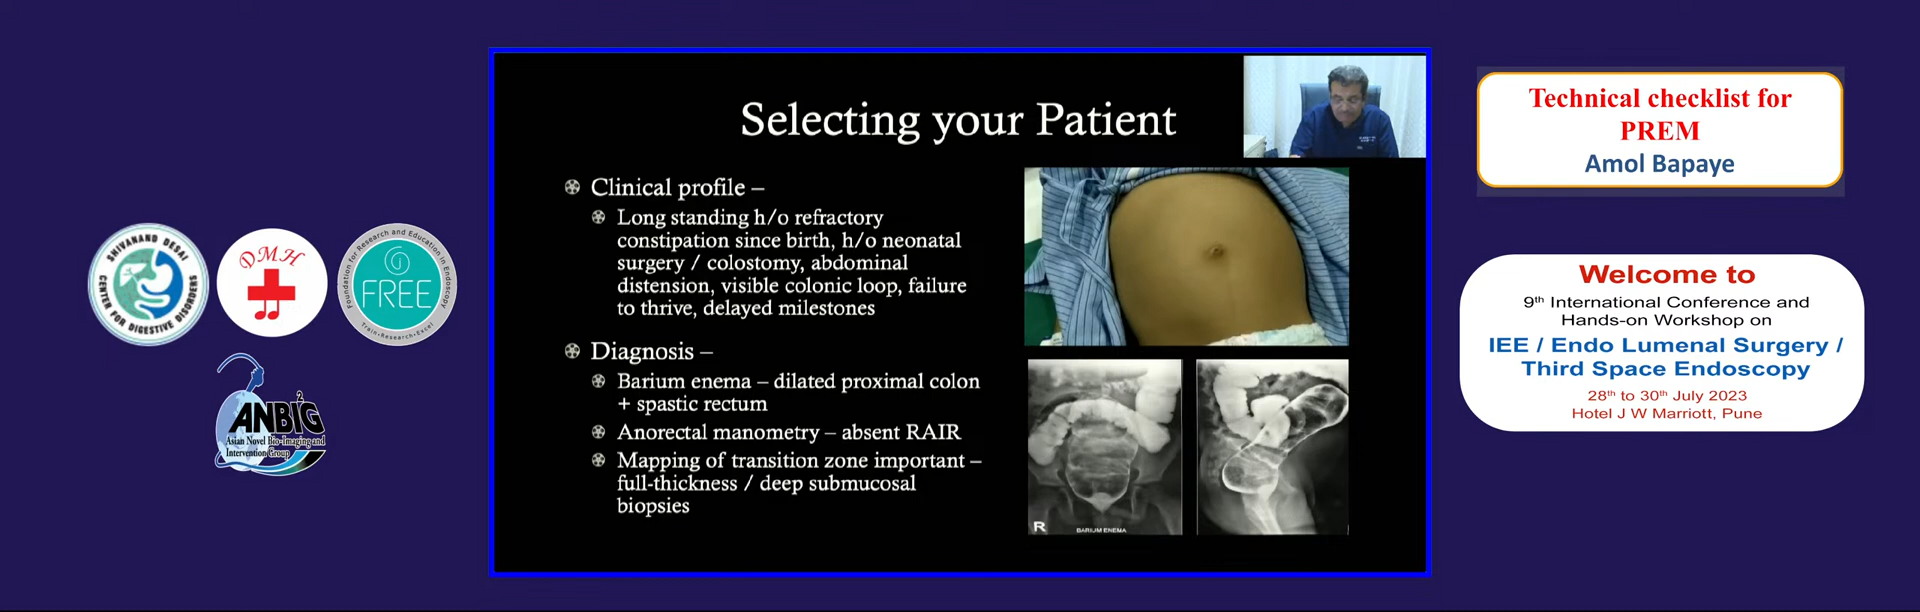 SHIVANAND DESAI
CENTER FOR DIGESTIVE DISORDERS
DMH
Foundation for Research and Education in Endoscopy
FREE
Train•Research•Excel
ANBIG
2
Asian Novel Bio-Imaging and
Intervention Group
Selecting your Patient
Clinical profile –
Long standing h/o refractory
constipation since birth, h/o neonatal
surgery / colostomy, abdominal
distension, visible colonic loop, failure
to thrive, delayed milestones
Diagnosis –
Barium enema – dilated proximal colon
+ spastic rectum
Anorectal manometry – absent RAIR
Mapping of transition zone important –
full-thickness / deep submucosal
biopsies
R
BARIUM ENEMA
Technical checklist for
PREM
Amol Bapaye
Welcome to
9th International Conference and
Hands-on Workshop on
IEE / Endo Lumenal Surgery /
Third Space Endoscopy
28th to 30th July 2023
Hotel J W Marriott, Pune